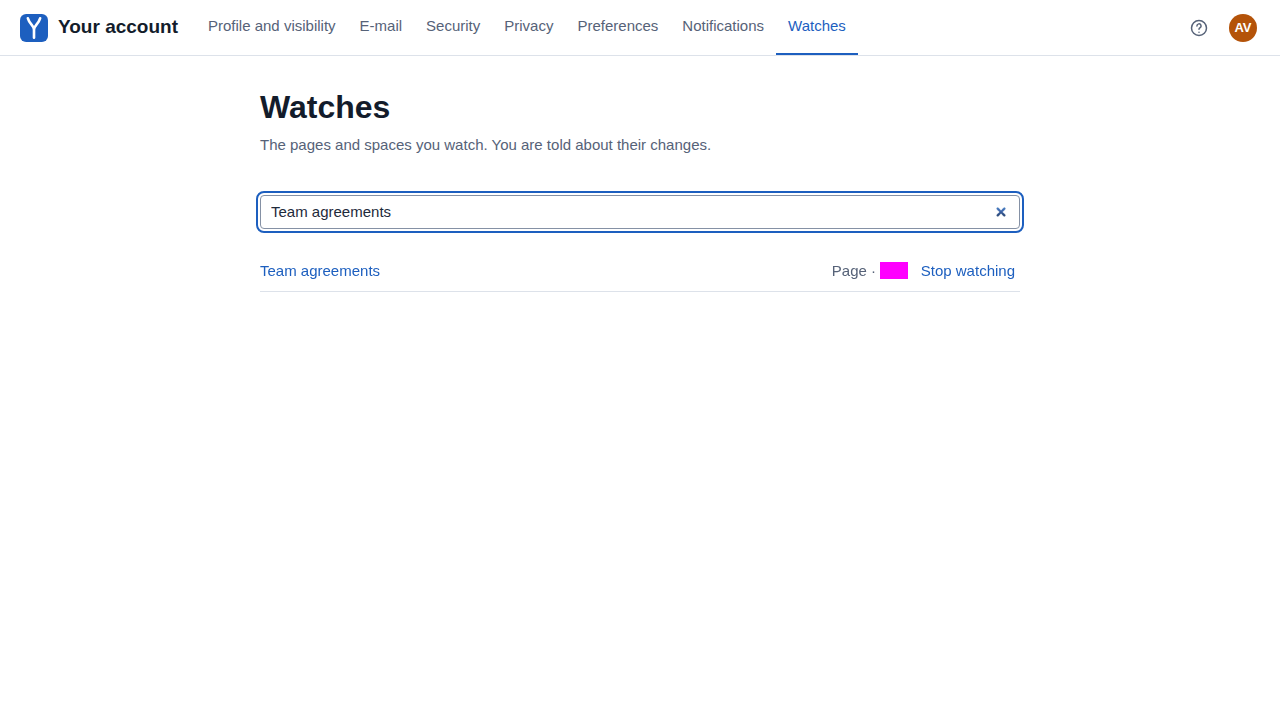 Your account
Profile and visibility
E-mail
Security
Privacy
Preferences
Notifications
Watches
AV
Watches
The pages and spaces you watch. You are told about their changes.
Team agreements
Team agreements
Page ·
Stop watching